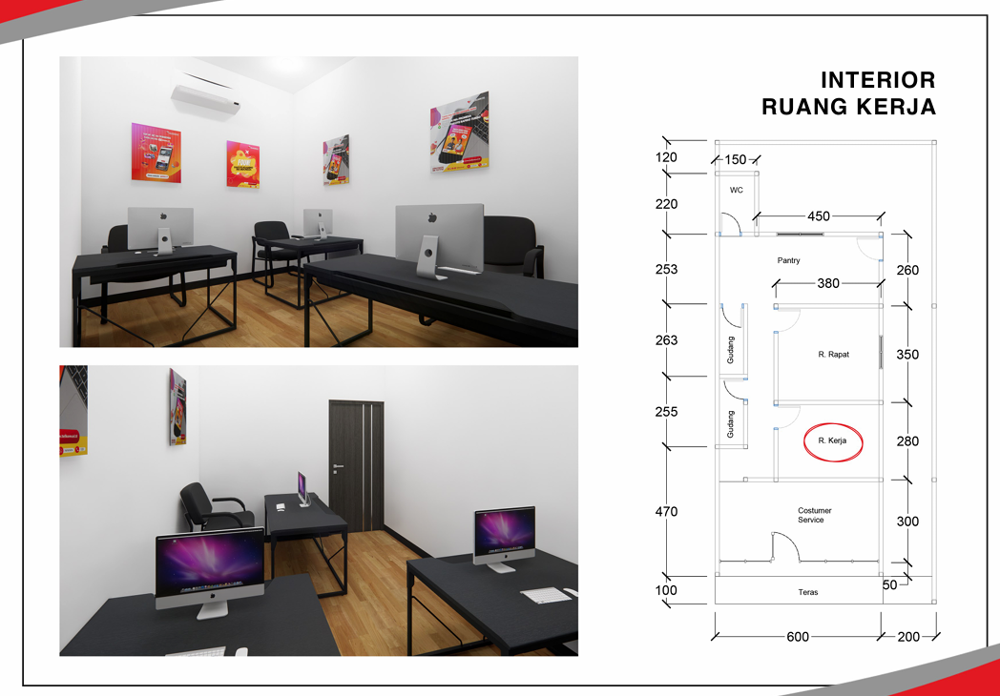 INTERIOR
RUANG KERJA
120
150
WC
220
450
253
Pantry
260
380
263
Gudang
R. Rapat
350
255
Gudang
R. Kerja
280
470
Costumer
Service
300
50
100
Teras
600
200